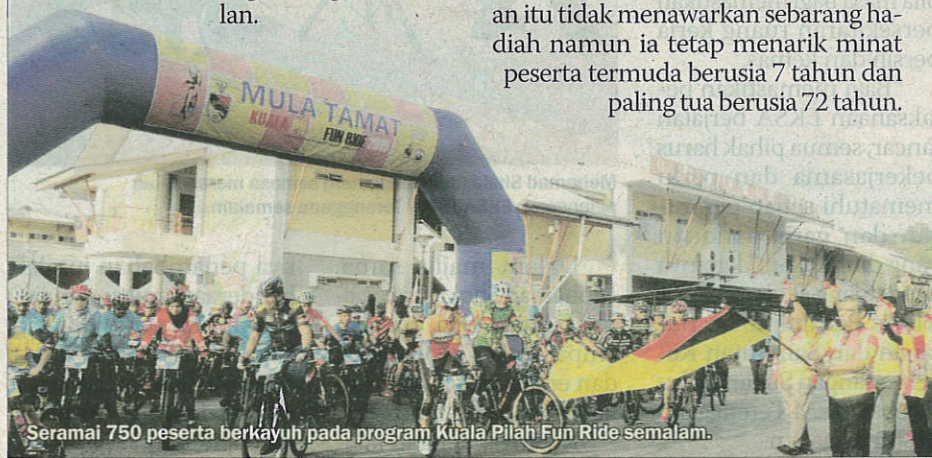 lan.
an itu tidak menawarkan sebarang ha-
diah namun ia tetap menarik minat
peserta termuda berusia 7 tahun dan
paling tua berusia 72 tahun.
MULA TAMAT
KUALA
FUN RIDE
Seramai 750 peserta berkayuh pada program Kuala Pilah Fun Ride semalam.